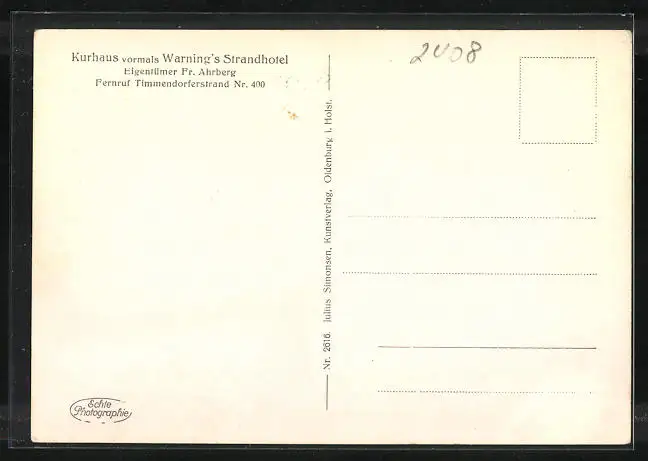 Kurhaus vormals Warning's Strandhotel
Eigentümer Fr. Ahrberg
Fernruf Timmendorferstrand Nr. 400
2408
Nr. 2616. Julius Simonsen, Kunstverlag, Oldenburg i. Holst.
Echte
Photographie